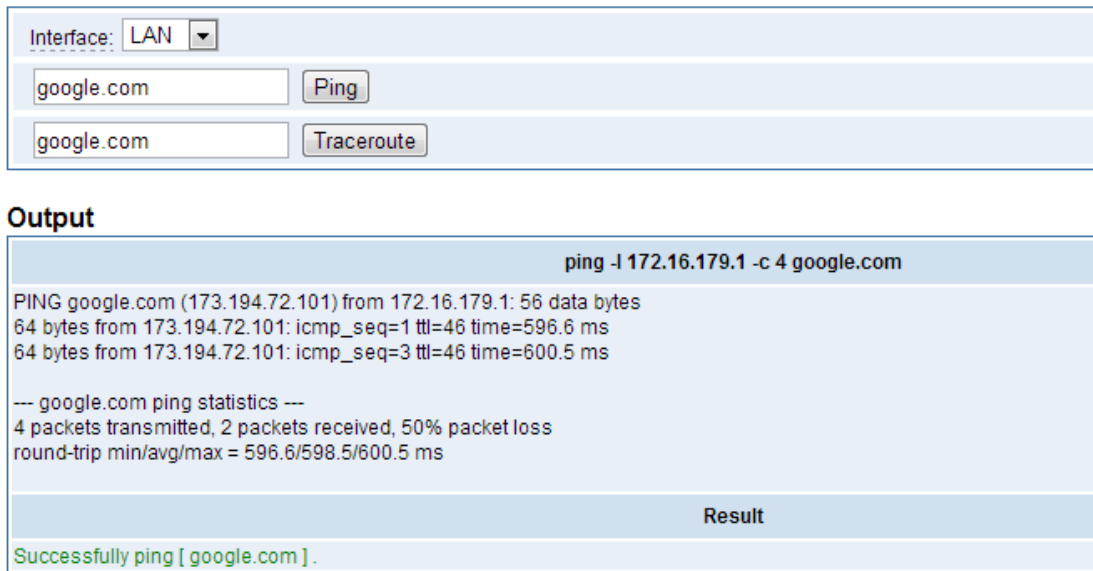 Interface: LAN
google.com Ping
google.com Traceroute
Output
ping -I 172.16.179.1 -c 4 google.com
PING google.com (173.194.72.101) from 172.16.179.1: 56 data bytes
64 bytes from 173.194.72.101: icmp_seq=1 ttl=46 time=596.6 ms
64 bytes from 173.194.72.101: icmp_seq=3 ttl=46 time=600.5 ms
--- google.com ping statistics ---
4 packets transmitted, 2 packets received, 50% packet loss
round-trip min/avg/max = 596.6/598.5/600.5 ms
Result
Successfully ping [ google.com ] .